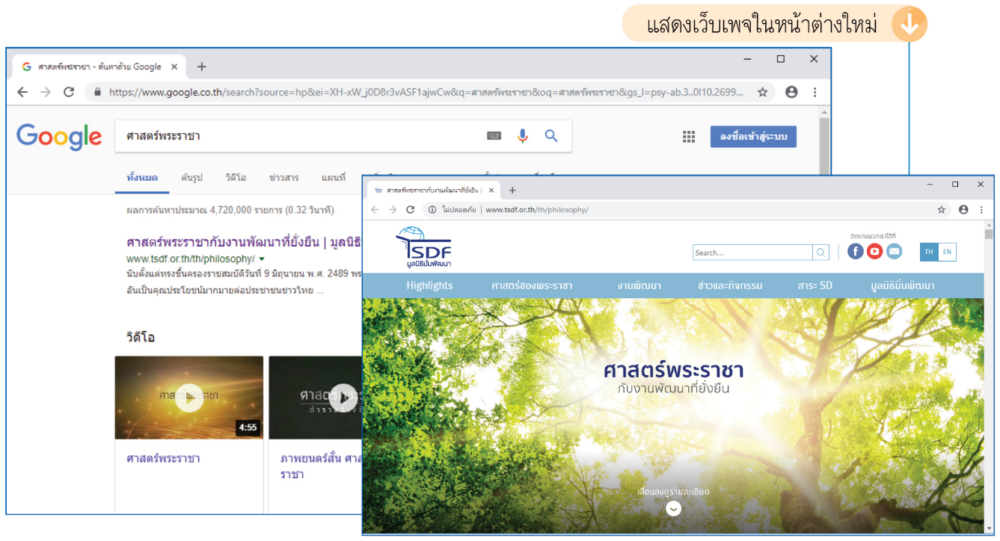 แสดงเว็บเพจในหน้าต่างใหม่
ศาสตร์พระราชา - ค้นหาด้วย Google
https://www.google.co.th/search?source=hp&ei=XH-xW_j0D8r3vASF1ajwCw&q=ศาสตร์พระราชา&oq=ศาสตร์พระราชา&gs_l=psy-ab.3..0l10.2699...
Google
ศาสตร์พระราชา
ลงชื่อเข้าสู่ระบบ
ทั้งหมด ค้นรูป วิดีโอ ข่าวสาร แผนที่
ผลการค้นหาประมาณ 4,720,000 รายการ (0.32 วินาที)
ศาสตร์พระราชากับงานพัฒนาที่ยั่งยืน | มูลนิธิ
www.tsdf.or.th/th/philosophy/
นับตั้งแต่ทรงขึ้นครองราชสมบัติวันที่ 9 มิถุนายน พ.ศ. 2489 พร
อันเป็นคุณประโยชน์มากมายต่อประชาชนชาวไทย ...
วิดีโอ
ศาสตร์พระราชา
4:55
ศาสตร์พระ
ศาสตร์พระราชา
ภาพยนตร์สั้น ศาส
ราชา
ศาสตร์พระราชากับงานพัฒนาที่ยั่งยืน |
ไม่ปลอดภัย | www.tsdf.or.th/th/philosophy/
TSDF
มูลนิธิมั่นพัฒนา
Search...
ติดตามพวกเราได้ที่
TH EN
Highlights ศาสตร์ของพระราชา งานพัฒนา ข่าวและกิจกรรม สาระ SD มูลนิธิมั่นพัฒนา
ศาสตร์พระราชา
กับงานพัฒนาที่ยั่งยืน
เลื่อนลงดูรายละเอียด